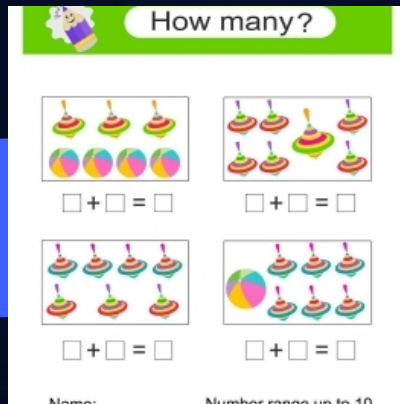 How many?
□ + □ = □
□ + □ = □
□ + □ = □
□ + □ = □
Name:
Number range up to 10